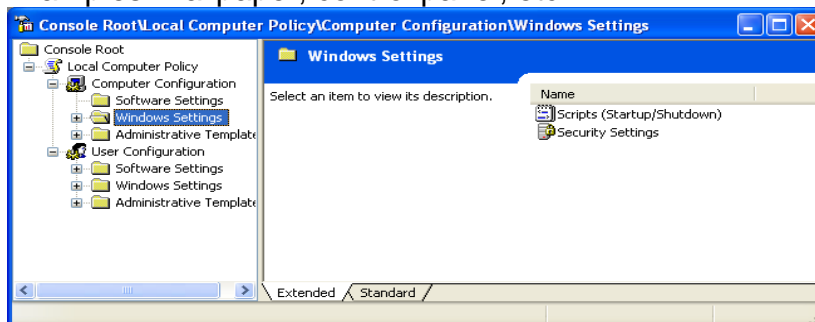 Console Root\Local Computer Policy\Computer Configuration\Windows Settings
Console Root
Local Computer Policy
Computer Configuration
Software Settings
Windows Settings
Administrative Template
User Configuration
Software Settings
Windows Settings
Administrative Template
Windows Settings
Select an item to view its description.
Name
Scripts (Startup/Shutdown)
Security Settings
Extended
Standard